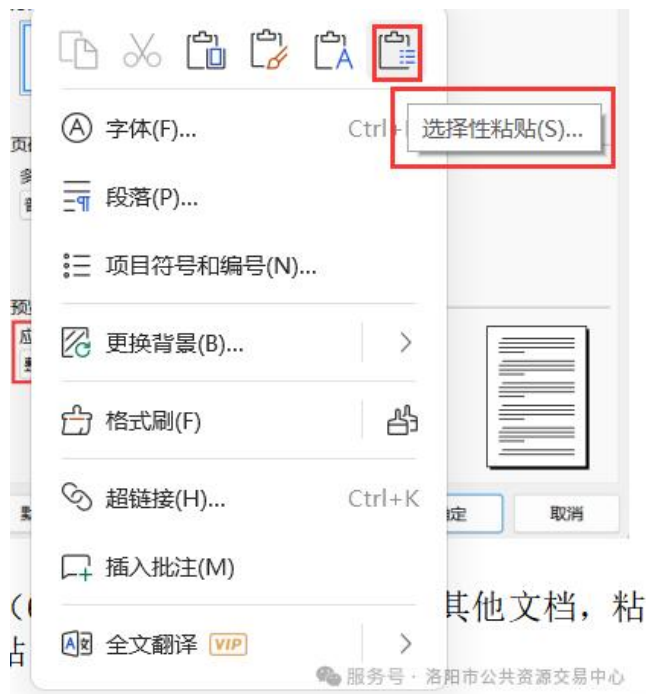 字体(F)...
Ctrl+
选择性粘贴(S)...
段落(P)...
项目符号和编号(N)...
更换背景(B)...
格式刷(F)
超链接(H)...
Ctrl+K
定
取消
插入批注(M)
其他文档，粘
全文翻译 VIP
服务号 · 洛阳市公共资源交易中心